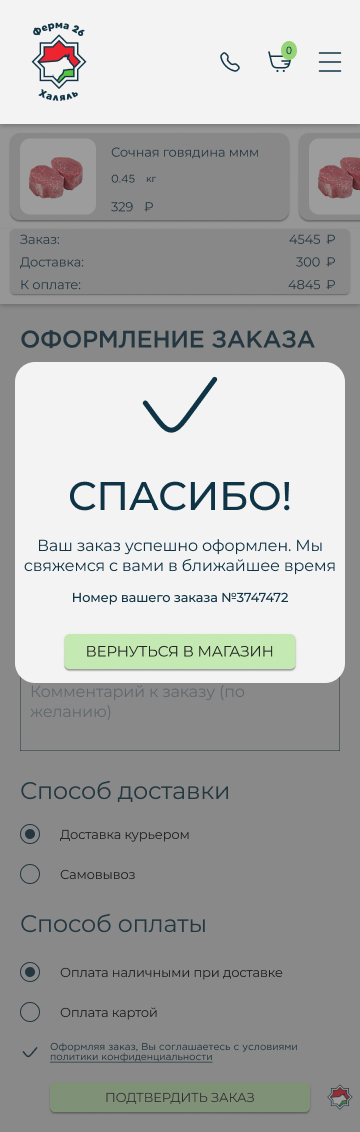 Ферма 26
Халяль
0
Сочная говядина ммм
0.45 кг
329 ₽
Заказ: 4545 ₽
Доставка: 300 ₽
К оплате: 4845 ₽
ОФОРМЛЕНИЕ ЗАКАЗА
СПАСИБО!
Ваш заказ успешно оформлен. Мы
свяжемся с вами в ближайшее время
Номер вашего заказа №3747472
ВЕРНУТЬСЯ В МАГАЗИН
Комментарий к заказу (по
желанию)
Способ доставки
Доставка курьером
Самовывоз
Способ оплаты
Оплата наличными при доставке
Оплата картой
Оформляя заказ, Вы соглашаетесь с условиями
политики конфиденциальности
ПОДТВЕРДИТЬ ЗАКАЗ